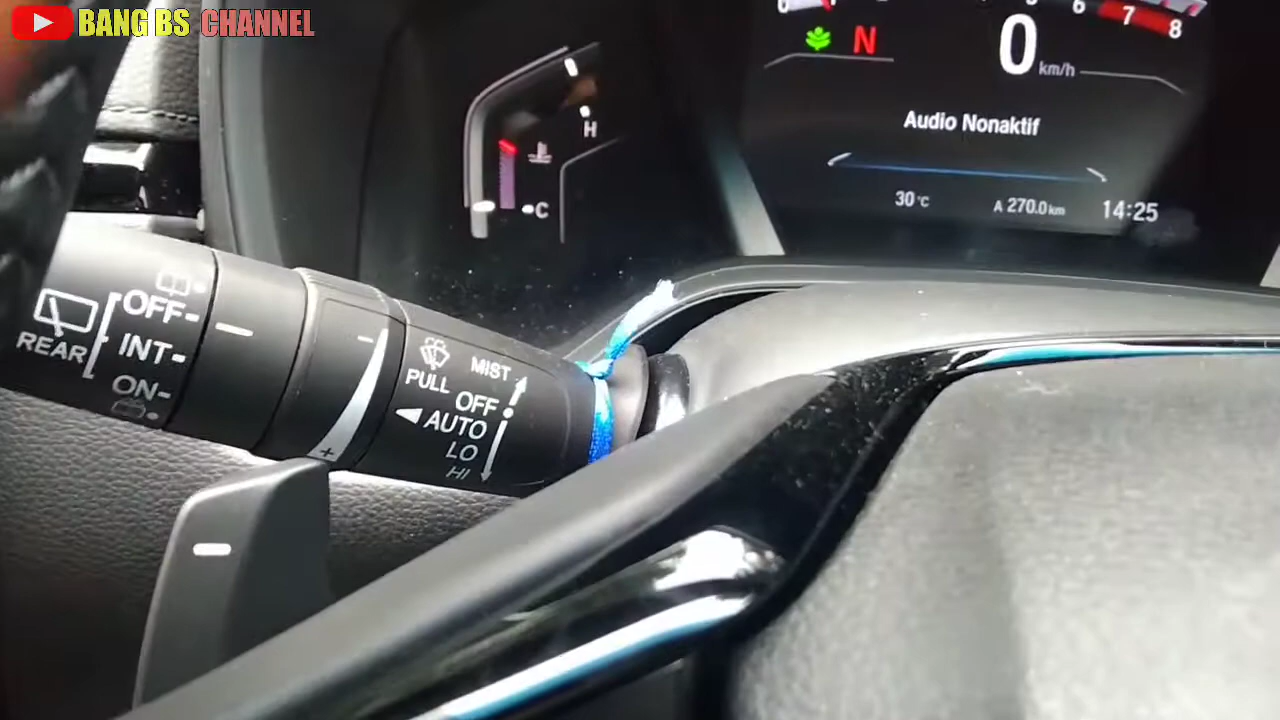 BANG BS CHANNEL
6 7 8
N
0 km/h
H
Audio Nonaktif
C
30°C
A 270.0 km
14:25
OFF
INT
REAR
ON
MIST
PULL
OFF
AUTO
LO
HI